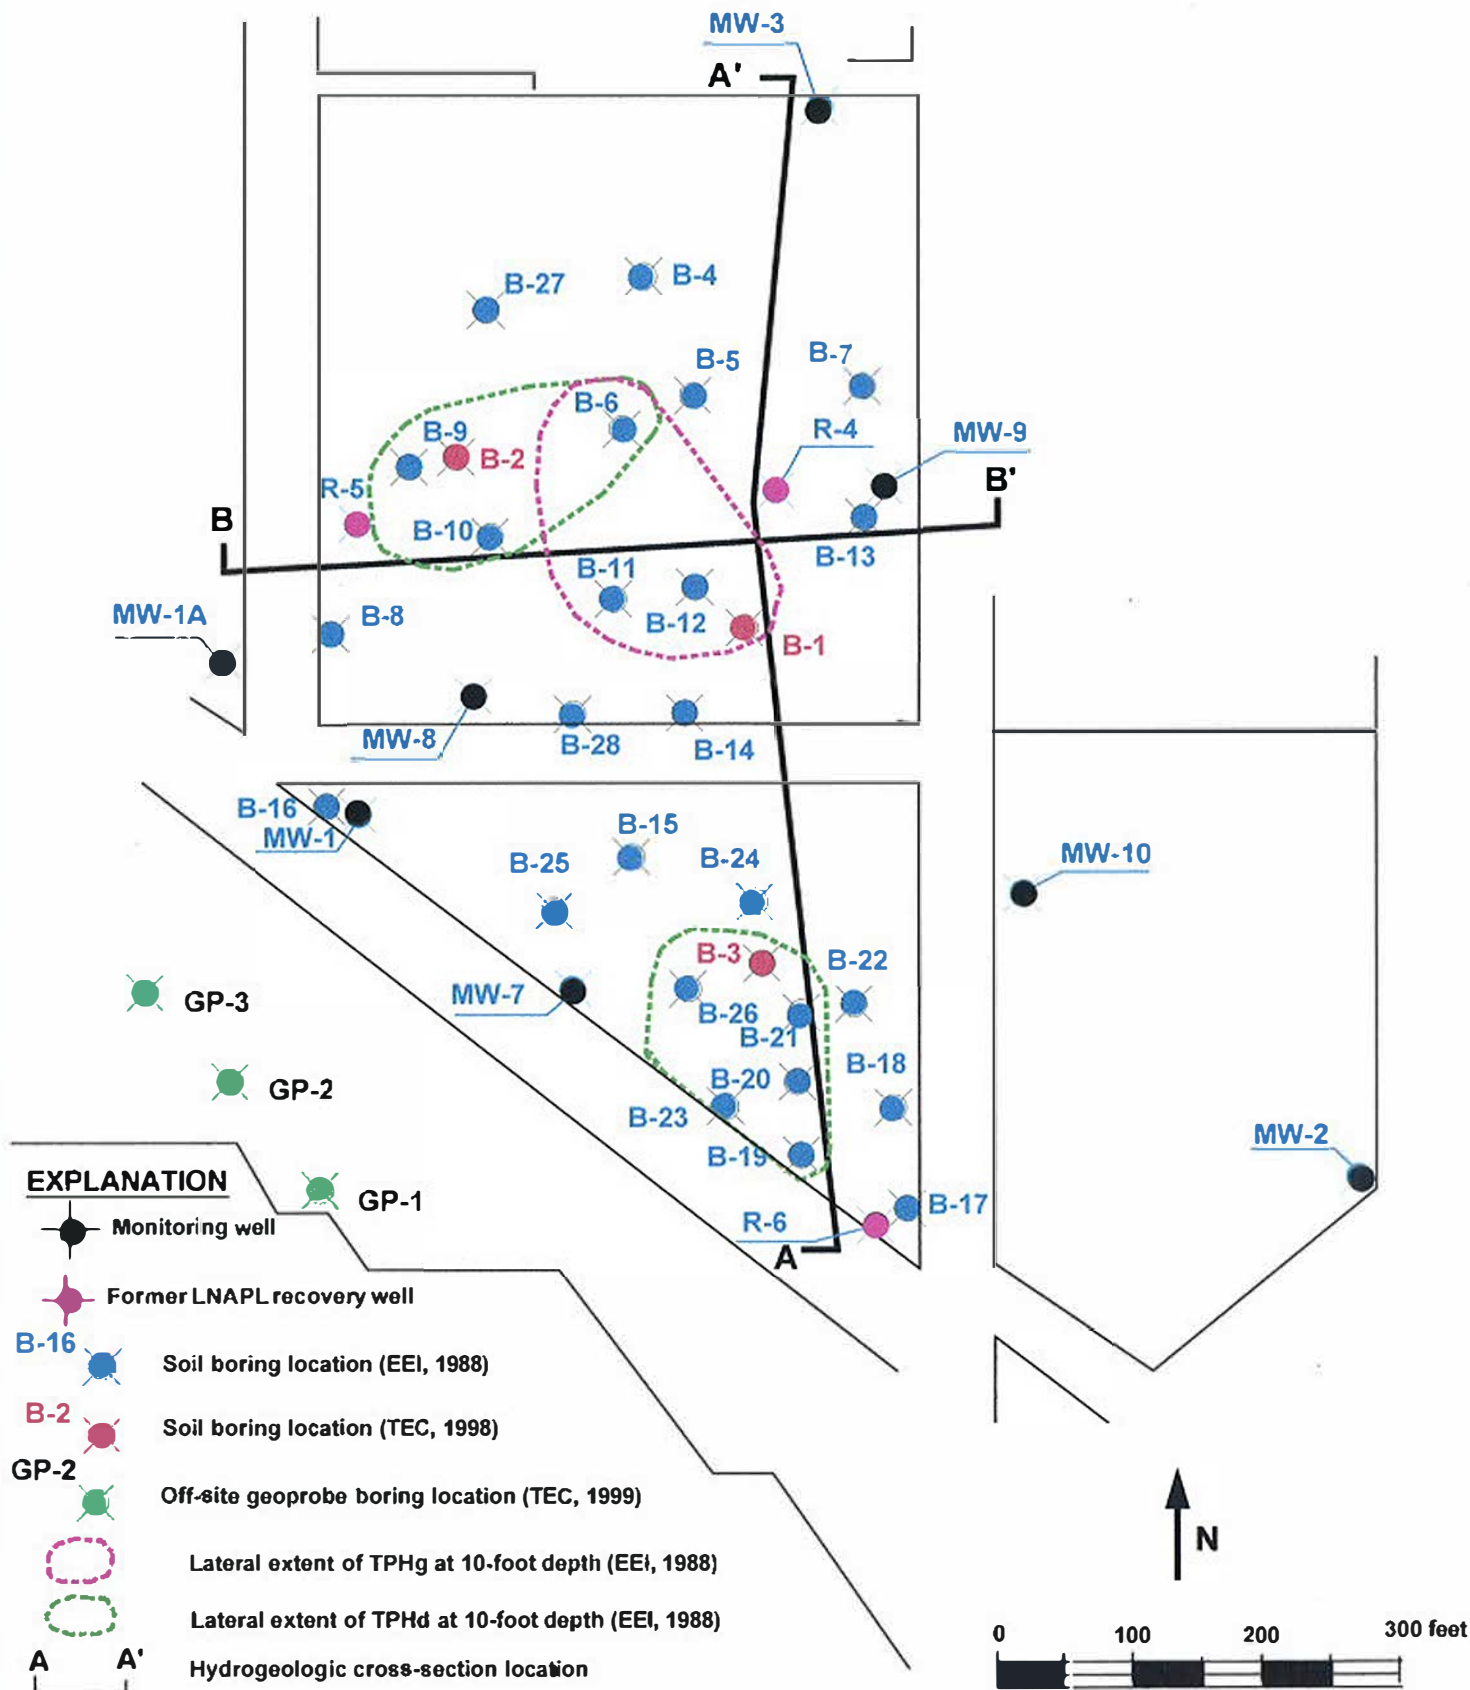 MW-3
A'
B-27
B-4
B-5
B-7
B-6
R-4
MW-9
B-9
B-2
B'
R-5
B
B-10
B-13
B-11
MW-1A
B-8
B-12
B-1
MW-8
B-28
B-14
B-16
MW-1
B-15
B-25
B-24
MW-10
B-3
B-22
MW-7
GP-3
B-26
B-21
B-18
B-20
GP-2
B-23
MW-2
B-19
GP-1
B-17
R-6
A
EXPLANATION
Monitoring well
Former LNAPL recovery well
B-16
Soil boring location (EEI, 1988)
B-2
Soil boring location (TEC, 1998)
GP-2
Off-site geoprobe boring location (TEC, 1999)
Lateral extent of TPHg at 10-foot depth (EEI, 1988)
Lateral extent of TPHd at 10-foot depth (EEI, 1988)
A A'
Hydrogeologic cross-section location
N
0 100 200 300 feet